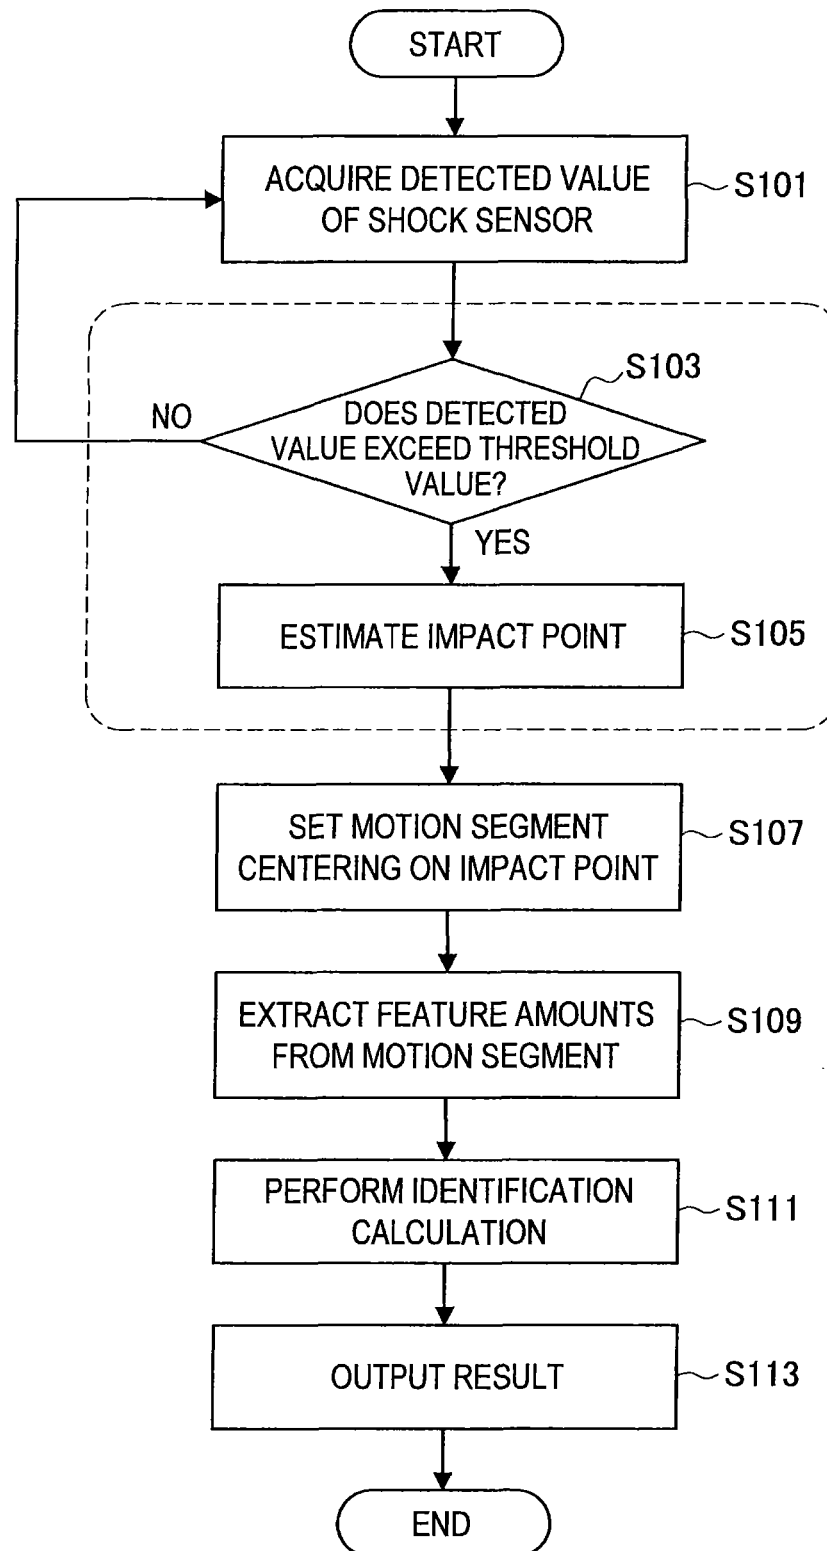 START
ACQUIRE DETECTED VALUE
OF SHOCK SENSOR
S101
S103
NO
DOES DETECTED
VALUE EXCEED THRESHOLD
VALUE?
YES
ESTIMATE IMPACT POINT
S105
SET MOTION SEGMENT
CENTERING ON IMPACT POINT
S107
EXTRACT FEATURE AMOUNTS
FROM MOTION SEGMENT
S109
PERFORM IDENTIFICATION
CALCULATION
S111
OUTPUT RESULT
S113
END